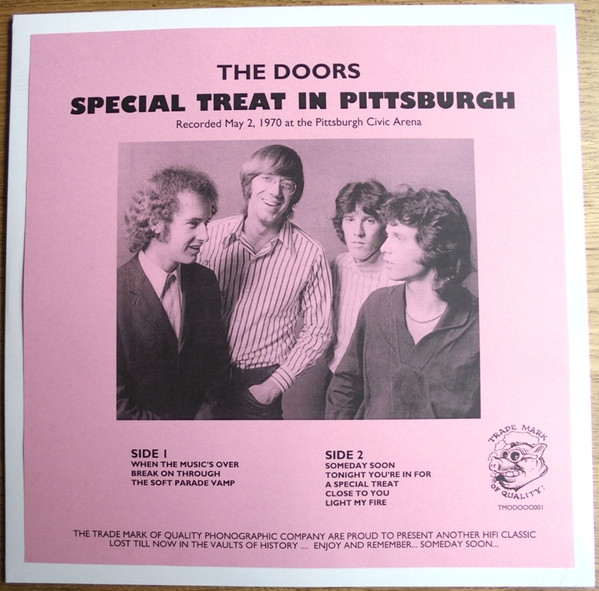 THE DOORS
SPECIAL TREAT IN PITTSBURGH
Recorded May 2, 1970 at the Pittsburgh Civic Arena
SIDE 1
WHEN THE MUSIC'S OVER
BREAK ON THROUGH
THE SOFT PARADE VAMP
SIDE 2
SOMEDAY SOON
TONIGHT YOU'RE IN FOR
A SPECIAL TREAT
CLOSE TO YOU
LIGHT MY FIRE
TRADE MARK
OF QUALITY!
TMOOOOO001
THE TRADE MARK OF QUALITY PHONOGRAPHIC COMPANY ARE PROUD TO PRESENT ANOTHER HIFI CLASSIC
LOST TILL NOW IN THE VAULTS OF HISTORY .... ENJOY AND REMEMBER... SOMEDAY SOON...